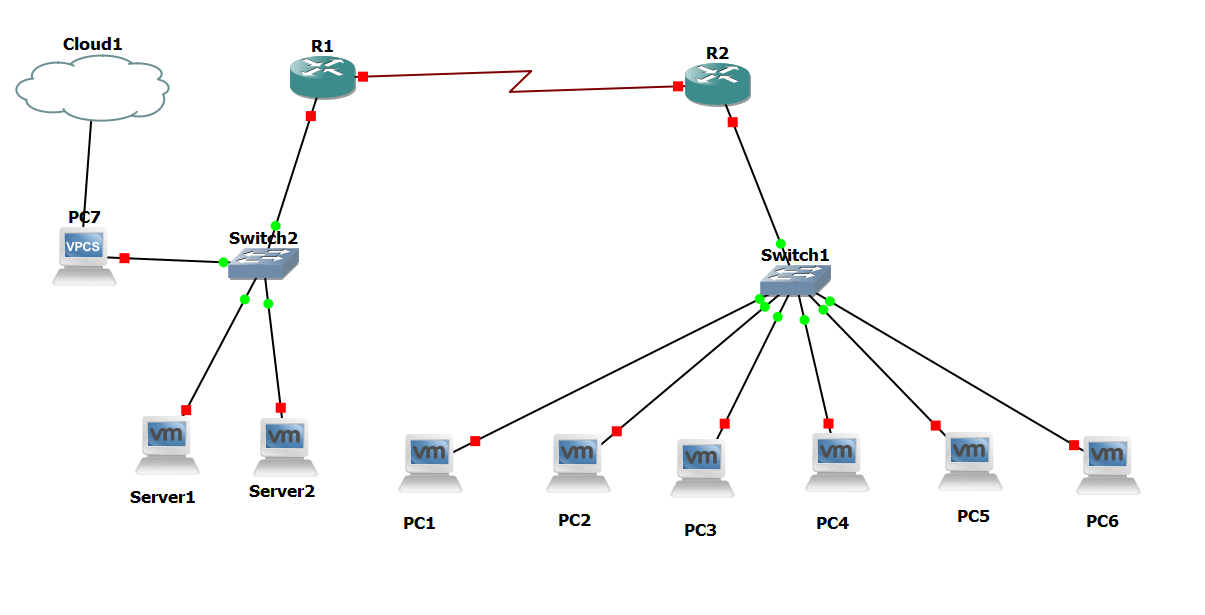 Cloud1
R1
R2
PC7
VPCS
Switch2
Switch1
vm
vm
vm
vm
vm
vm
vm
vm
Server1
Server2
PC1
PC2
PC3
PC4
PC5
PC6